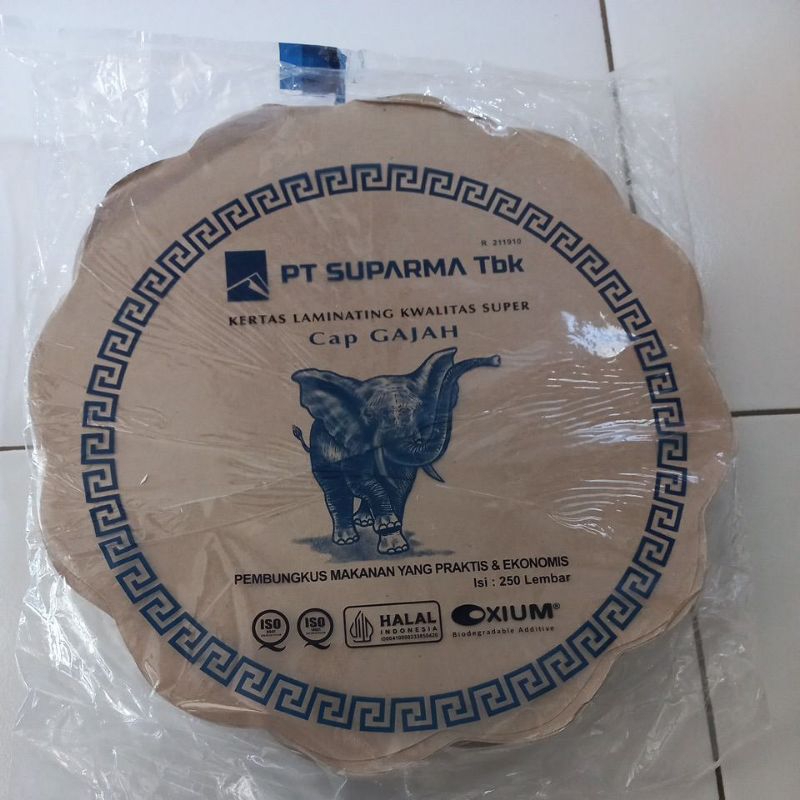 R 211910
PT SUPARMA Tbk
KERTAS LAMINATING KWALITAS SUPER
Cap GAJAH
PEMBUNGKUS MAKANAN YANG PRAKTIS & EKONOMIS
Isi : 250 Lembar
ISO ISO HALAL OXIUM®
INDONESIA Biodegradable Additive